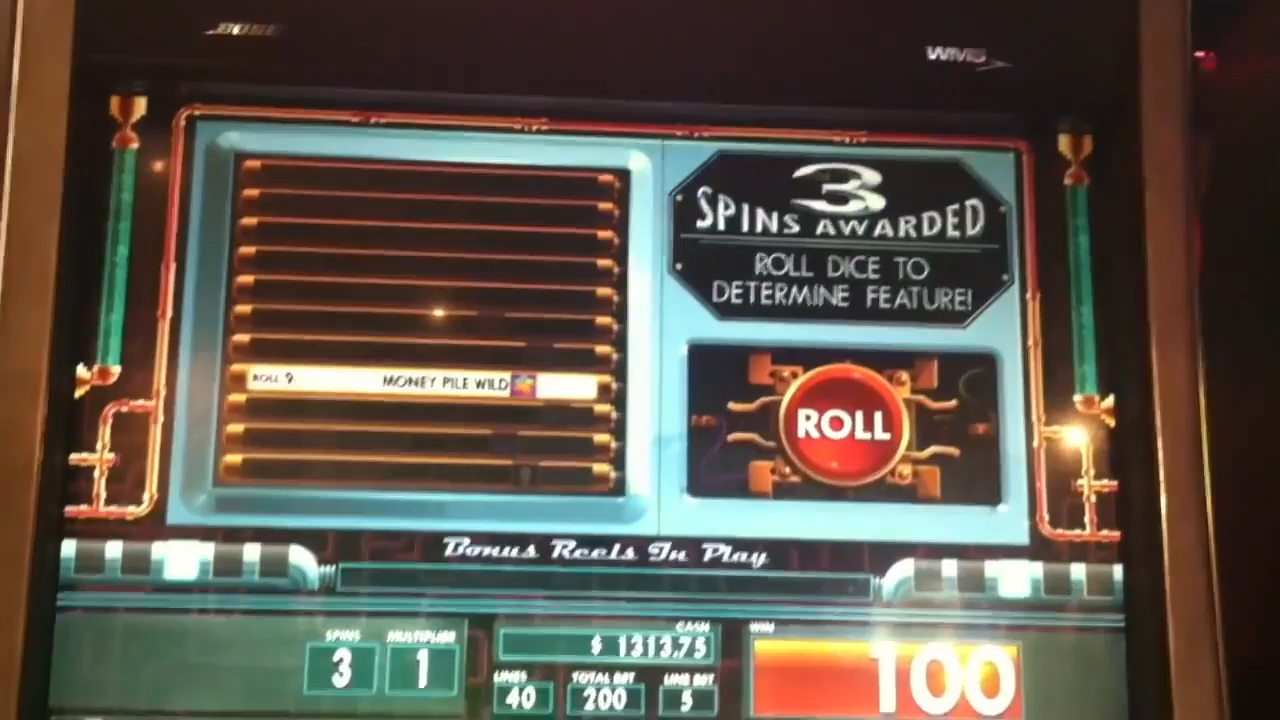 BOSE
WMS
3
SPINS AWARDED
ROLL DICE TO
DETERMINE FEATURE!
ROLL 9 MONEY PILE WILD
ROLL
Bonus Reels In Play
SPINS
3
MULTIPLIER
1
CASH
$ 1313.75
LINES
40
TOTAL BET
200
LINE BET
5
WIN
100